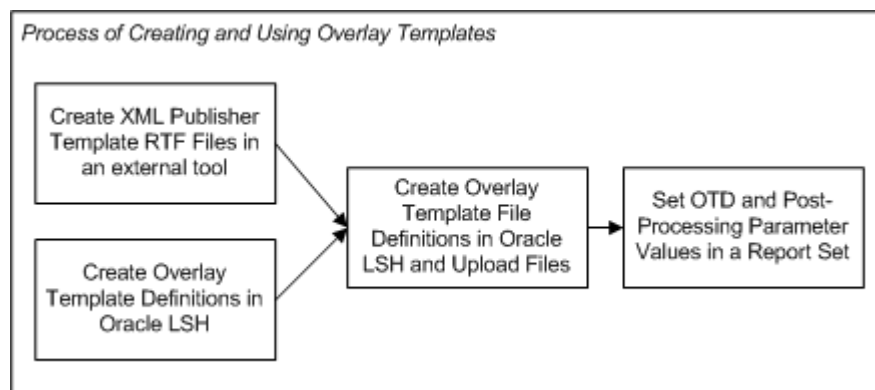 Process of Creating and Using Overlay Templates
Create XML Publisher
Template RTF Files in
an external tool
Create Overlay
Template Definitions in
Oracle LSH
Create Overlay
Template File
Definitions in Oracle
LSH and Upload Files
Set OTD and Post-
Processing Parameter
Values in a Report Set